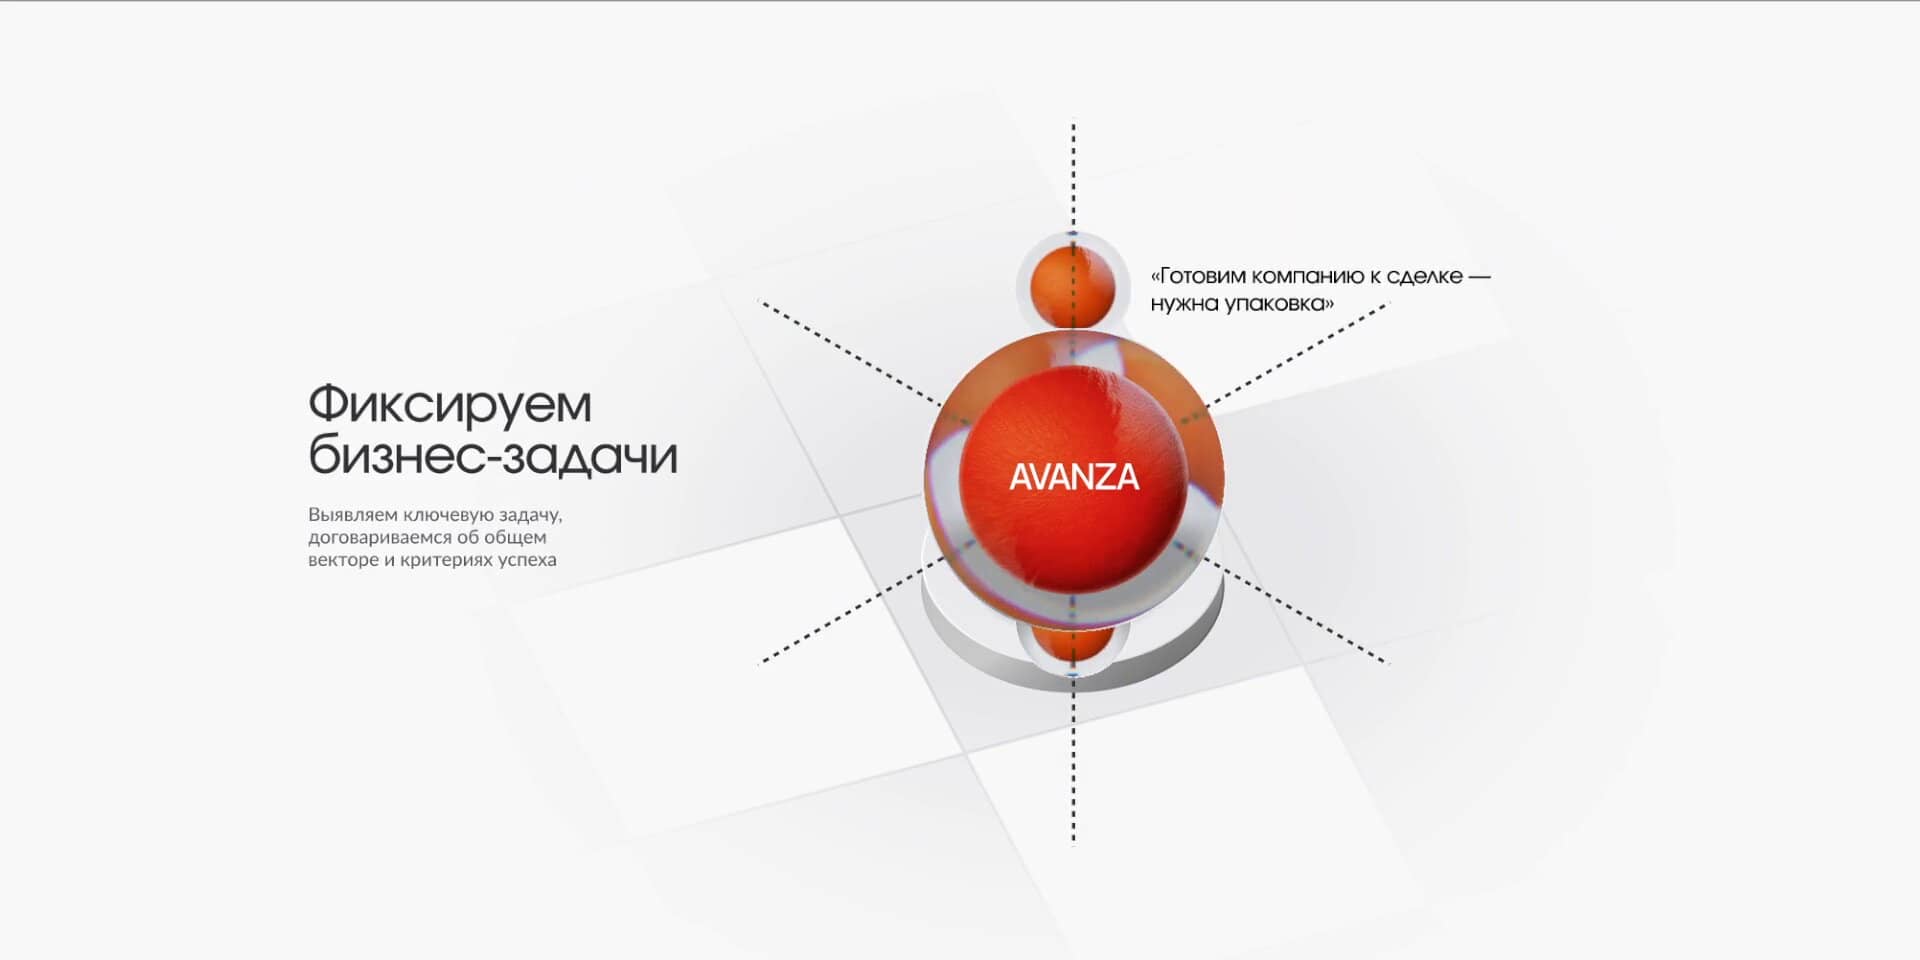 «Готовим компанию к сделке —
нужна упаковка»
Фиксируем
бизнес-задачи
AVANZA
Выявляем ключевую задачу,
договариваемся об общем
векторе и критериях успеха